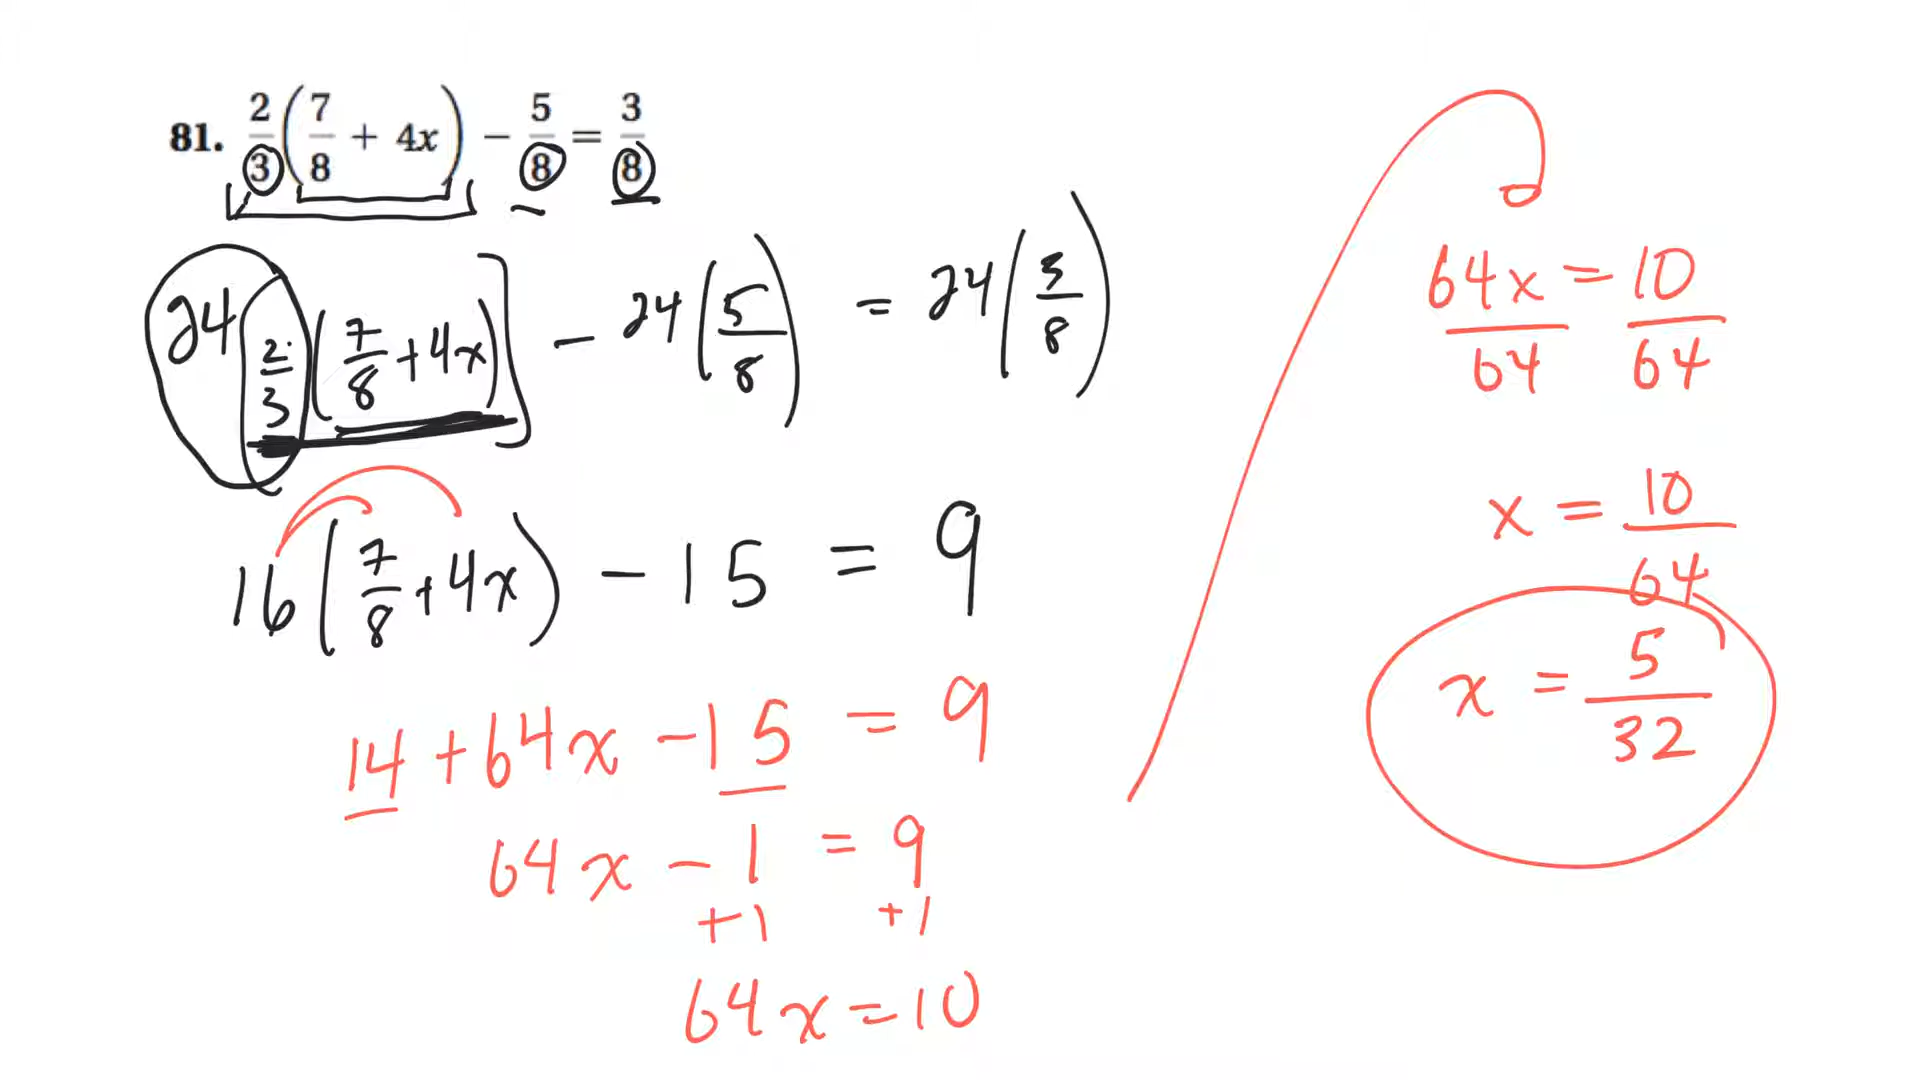 81. 2/3 (7/8 + 4x) − 5/8 = 3/8
24 [2/3 (7/8 + 4x)] − 24 (5/8) = 24 (3/8)
16 (7/8 + 4x) − 15 = 9
14 + 64x − 15 = 9
64x − 1 = 9
+1 +1
64x = 10
64x/64 = 10/64
x = 10/64
x = 5/32